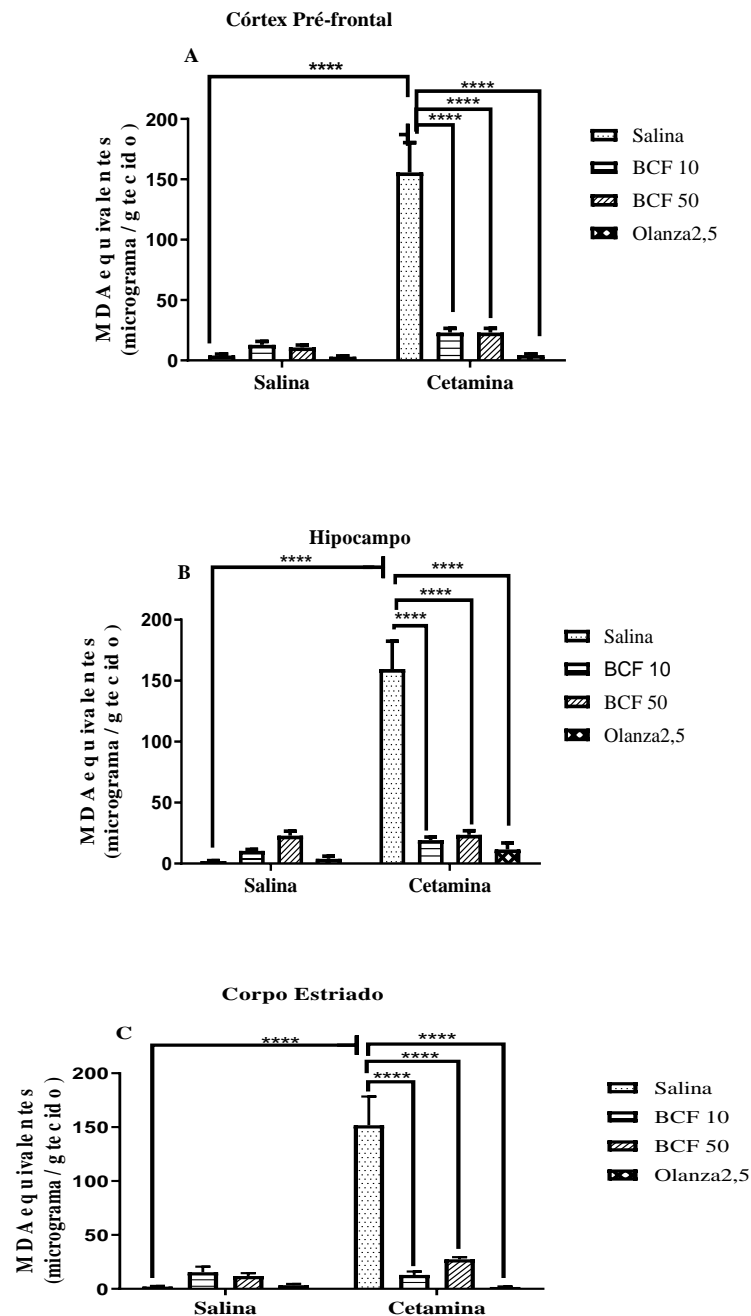 Córtex Pré-frontal
A
****
****
****
****
MDA equivalentes
(micrograma / g tecido)
200
150
100
50
0
Salina
Cetamina
Salina
BCF 10
BCF 50
Olanza2,5
Hipocampo
B
****
****
****
****
MDA equivalentes
(micrograma / g tecido)
200
150
100
50
0
Salina
Cetamina
Salina
BCF 10
BCF 50
Olanza2,5
Corpo Estriado
C
****
****
****
****
MDA equivalentes
(micrograma / g tecido)
200
150
100
50
0
Salina
Cetamina
Salina
BCF 10
BCF 50
Olanza2,5